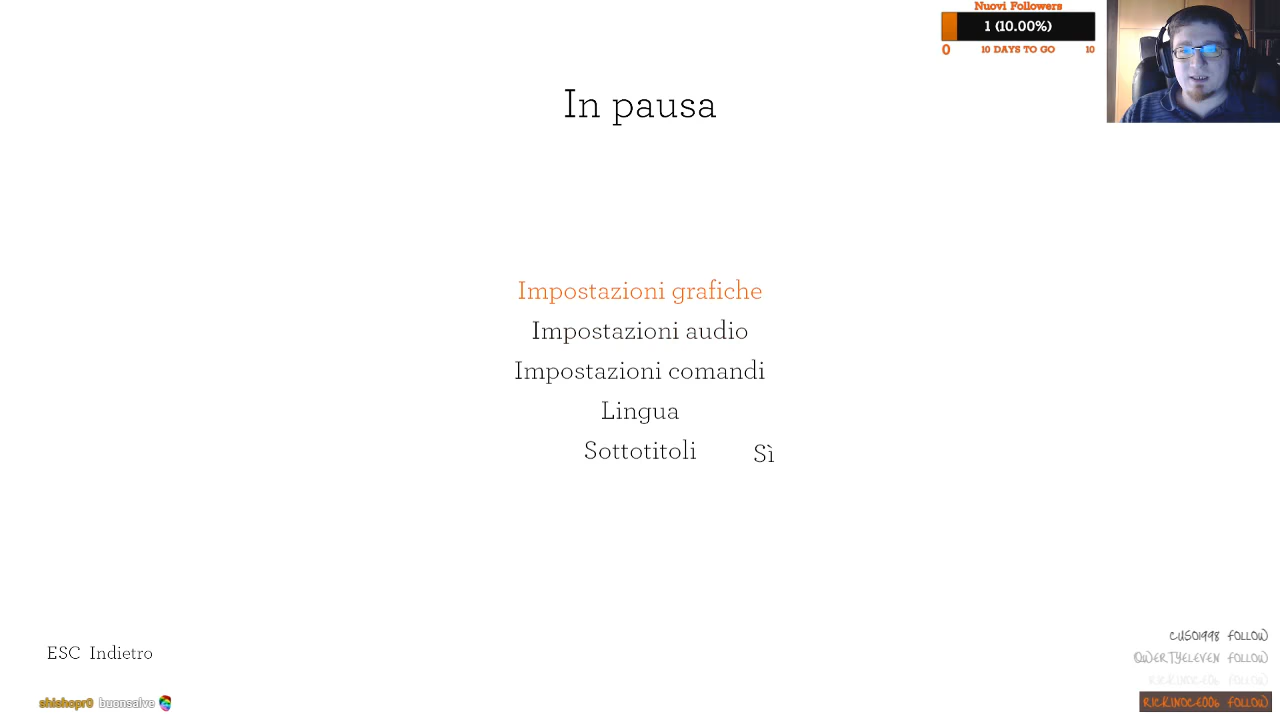 Nuovi Followers
1 (10.00%)
0 10 DAYS TO GO 10
In pausa
Impostazioni grafiche
Impostazioni audio
Impostazioni comandi
Lingua
Sottotitoli Sì
ESC Indietro
shishopr0 buonsalve
CUSO1998 FOLLOW
QWERTYELEVEN FOLLOW
FOLLOW
FOLLOW